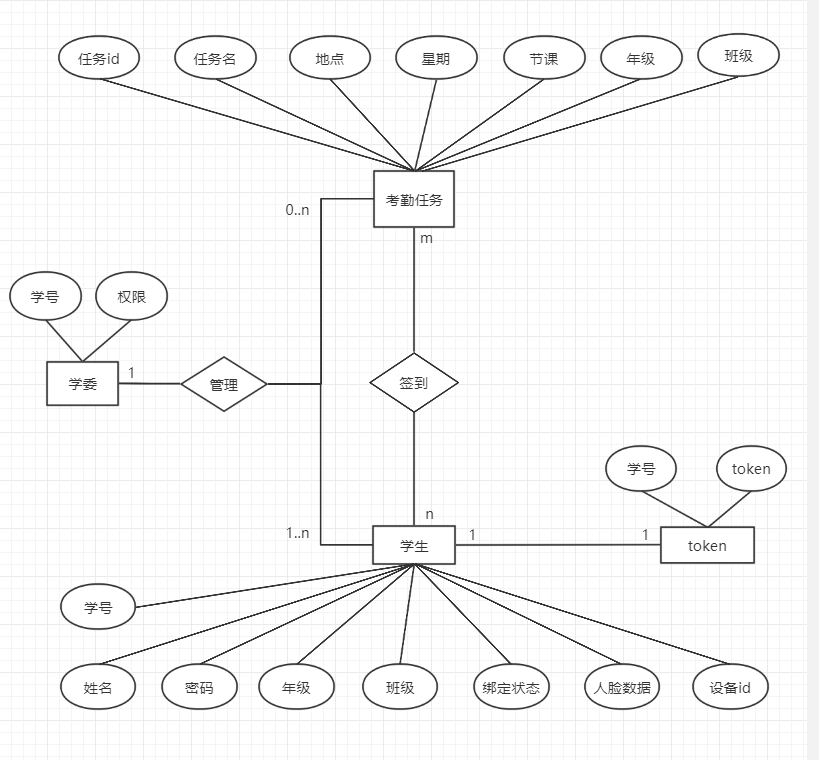 任务id
任务名
地点
星期
节课
年级
班级
考勤任务
0..n
m
学号
权限
学委
1
管理
签到
学号
token
n
1..n
学生
1
1
token
学号
姓名
密码
年级
班级
绑定状态
人脸数据
设备id